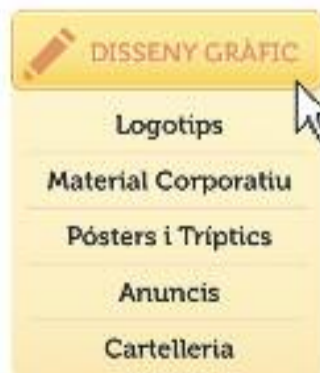 DISSENY GRÀFIC
Logotips
Material Corporatiu
Pósters i Tríptics
Anuncis
Cartelleria